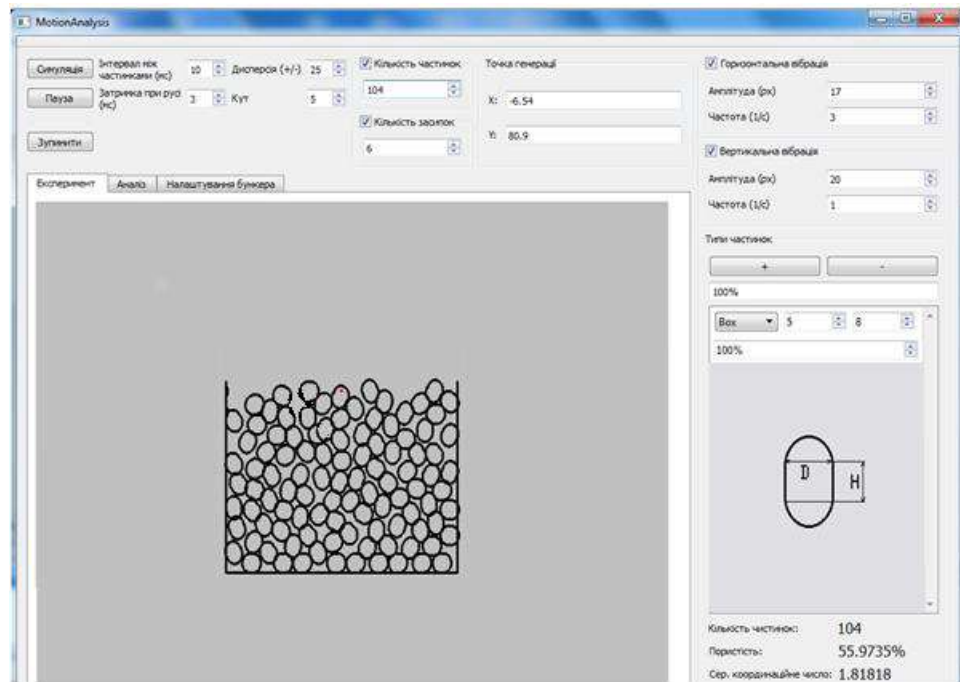 MotionAnalysis
Симуляція
Інтервал між частинками (мс)
10
Дисперсія (+/-)
25
Пауза
Затримка при русі (мс)
3
Кут
5
Зупинити
Кількість частинок
104
Кількість засипок
6
Точка генерації
X: -6.54
Y: 80.9
Експеримент
Аналіз
Налаштування бункера
Горизонтальна вібрація
Амплітуда (px)
17
Частота (1/с)
3
Вертикальна вібрація
Амплітуда (px)
20
Частота (1/с)
1
Типи частинок
+
-
100%
Box
5
8
100%
D
H
Кількість чистинок: 104
Пористість: 55.9735%
Сер. координаційне число: 1.81818